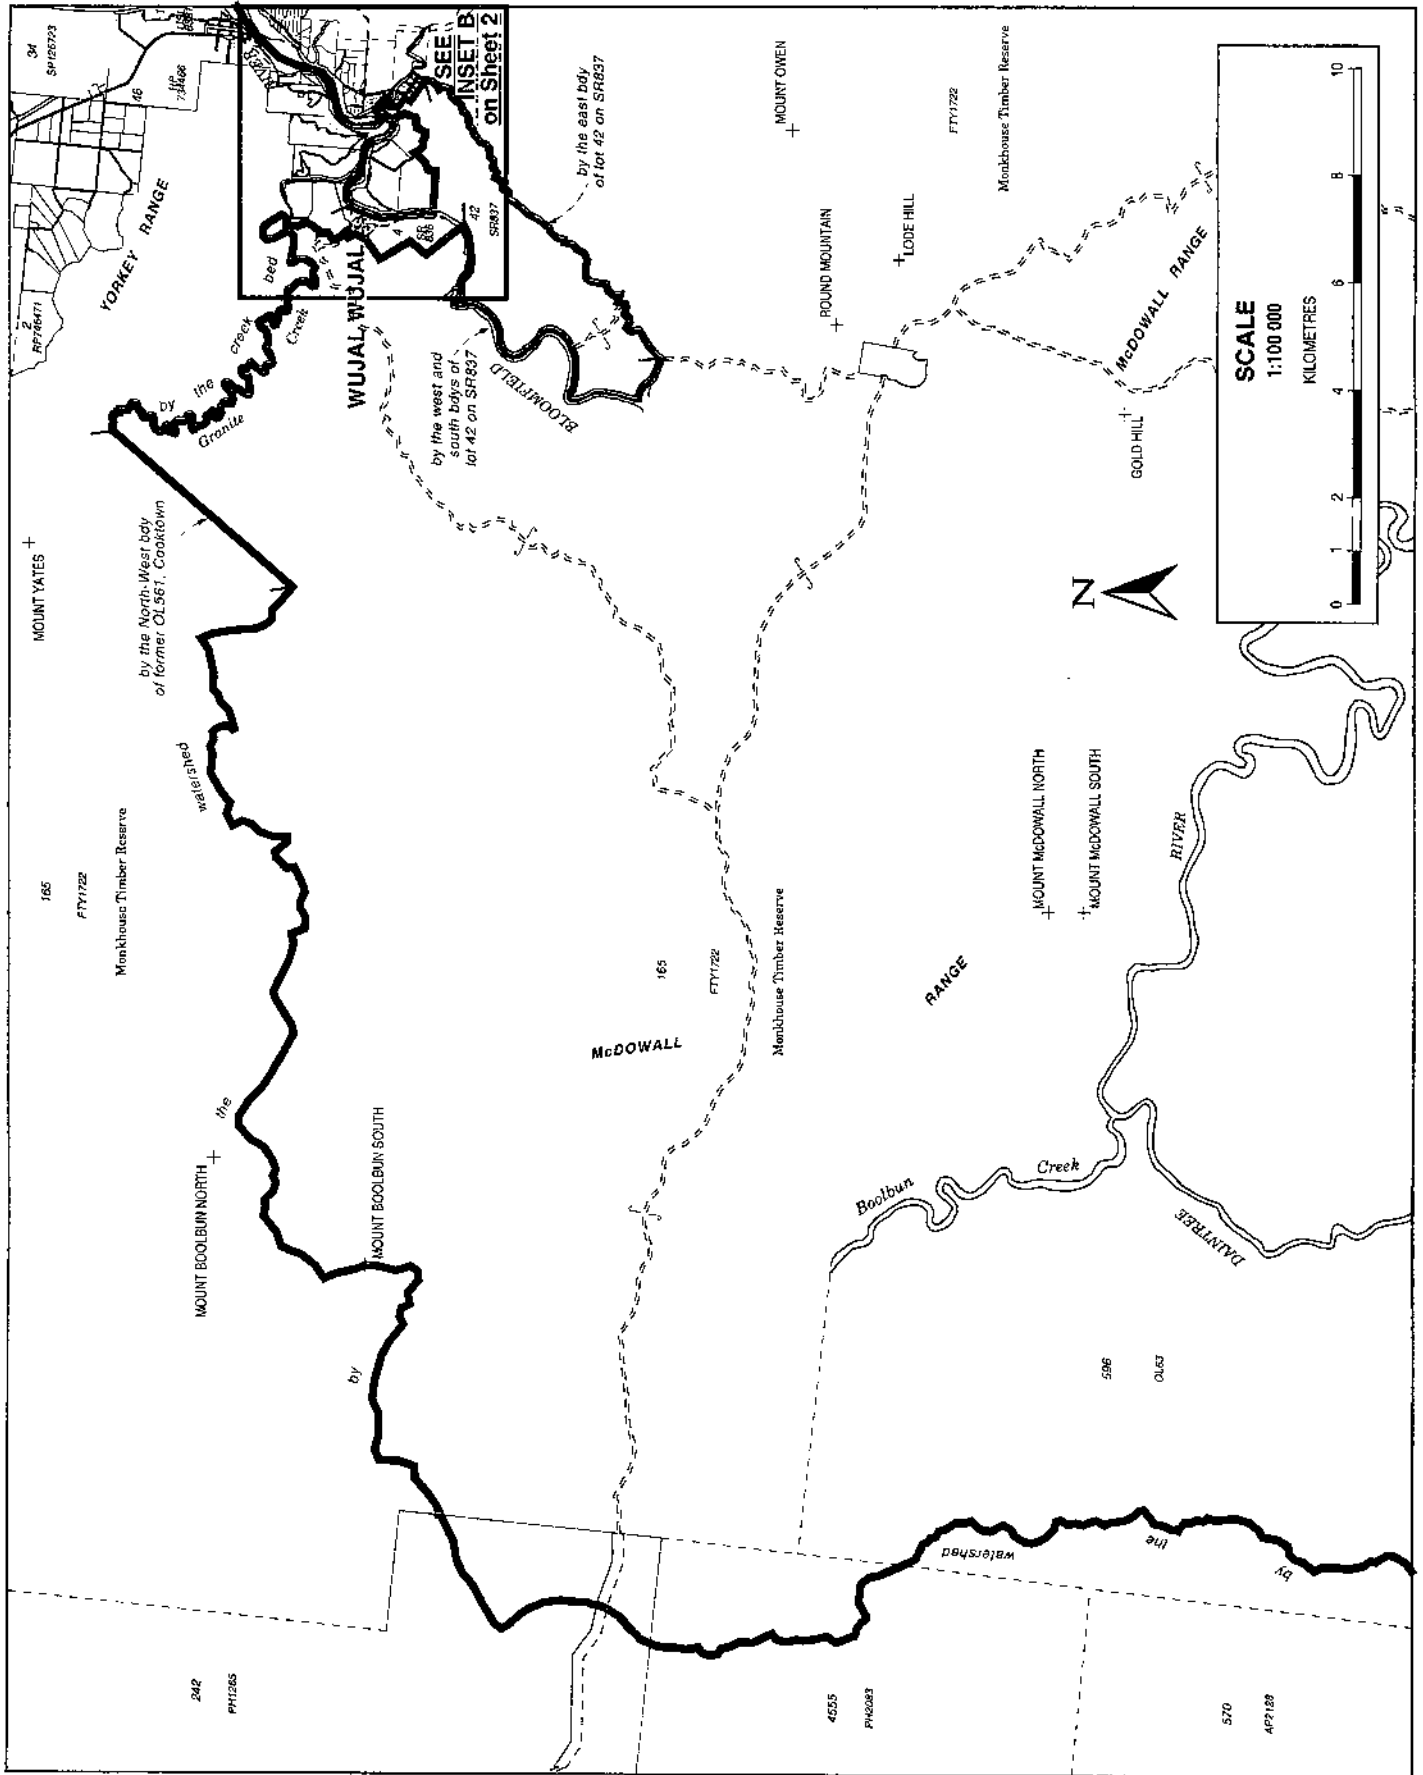 34
SP126723
46
RP
734466
2
RP746471
YORKEY RANGE
RIVER
SEE
INSET B
on Sheet 2
by the east bdy
of lot 42 on SR837
MOUNT OWEN
FTY1722
Monkhouse Timber Reserve
42
SR837
4
SR
836
WUJAL WUJAL
bed
creek
the
by
Granite
Creek
by the west and
south bdys of
lot 42 on SR837
BLOOMFIELD
ROUND MOUNTAIN
LODE HILL
McDOWALL RANGE
GOLD HILL
SCALE
1:100 000
KILOMETRES
0
1
2
4
6
8
10
N
MOUNT YATES
by the North-West bdy
of former OL561, Cooktown
watershed
the
by
165
FTY1722
Monkhouse Timber Reserve
MOUNT BOOLBUN NORTH
MOUNT BOOLBUN SOUTH
McDOWALL
RANGE
165
FTY1722
Monkhouse Timber Reserve
MOUNT McDOWALL NORTH
MOUNT McDOWALL SOUTH
RIVER
Boolbun
Creek
DAINTREE
596
OL63
watershed
the
by
242
PH1265
4555
PH2083
570
AP2188